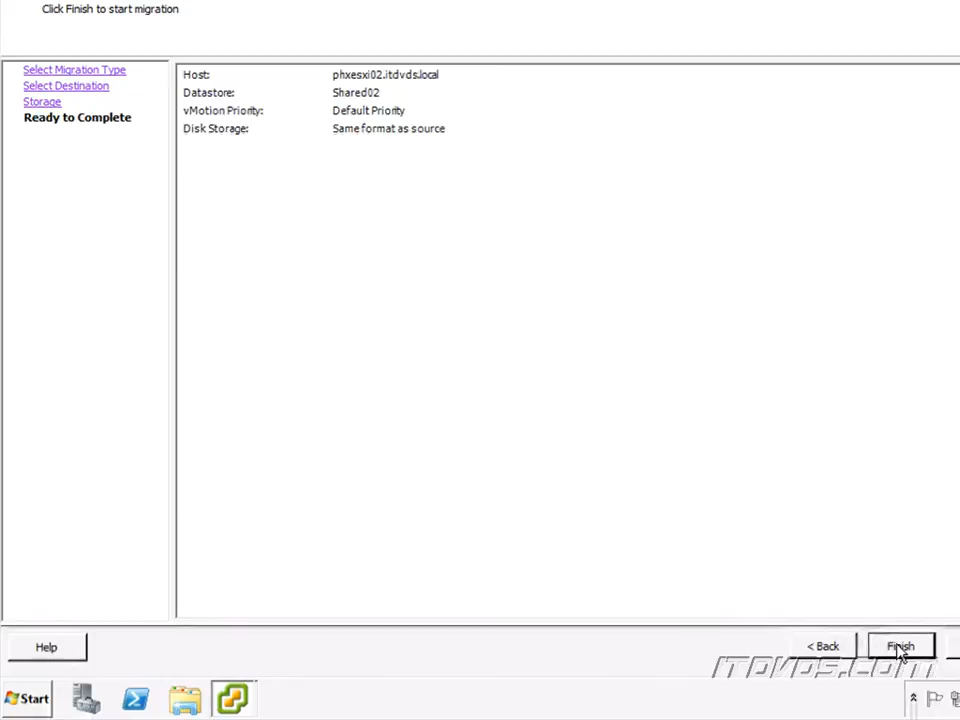 Click Finish to start migration
Select Migration Type
Select Destination
Storage
Ready to Complete
Host: phxesxi02.itdvds.local
Datastore: Shared02
vMotion Priority: Default Priority
Disk Storage: Same format as source
Help
< Back
Finish
ITDVDS.COM
Start